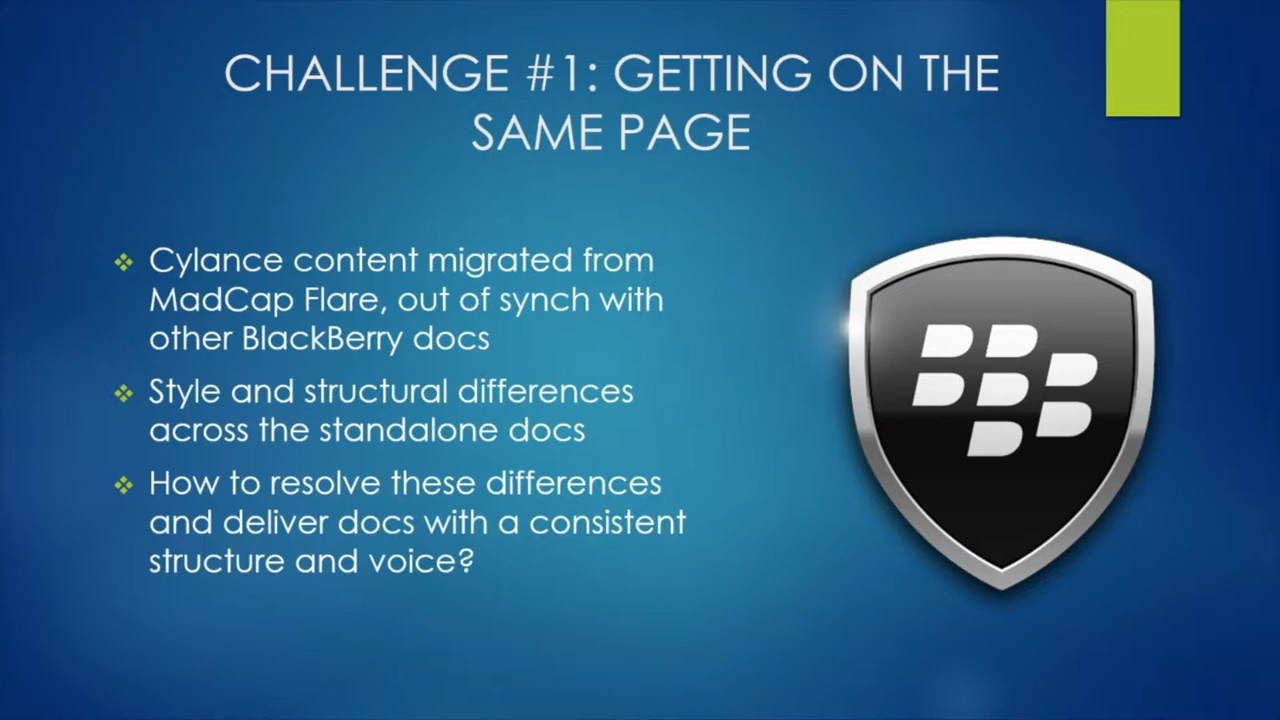 CHALLENGE #1: GETTING ON THE
SAME PAGE
Cylance content migrated from
MadCap Flare, out of synch with
other BlackBerry docs
Style and structural differences
across the standalone docs
How to resolve these differences
and deliver docs with a consistent
structure and voice?